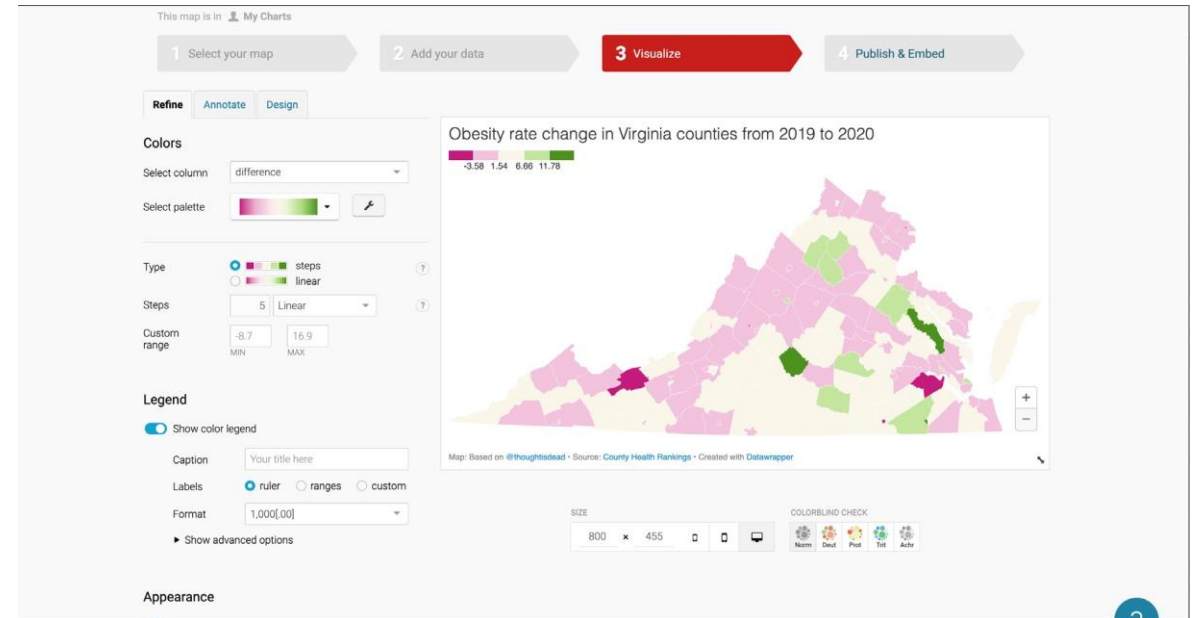 This map is in My Charts
1 Select your map
2 Add your data
3 Visualize
4 Publish & Embed
Refine
Annotate
Design
Colors
Select column
difference
Select palette
Type
steps
?
linear
Steps
5
Linear
?
Custom range
-8.7
16.9
MIN
MAX
Legend
Show color legend
Caption
Your title here
Labels
ruler
ranges
custom
Format
1,000[.00]
Show advanced options
Appearance
Obesity rate change in Virginia counties from 2019 to 2020
-3.58 1.54 6.66 11.78
+
−
Map: Based on @thoughtisdead · Source: County Health Rankings · Created with Datawrapper
SIZE
800 × 455
COLORBLIND CHECK
Norm Deut Prot Trit Achr
?